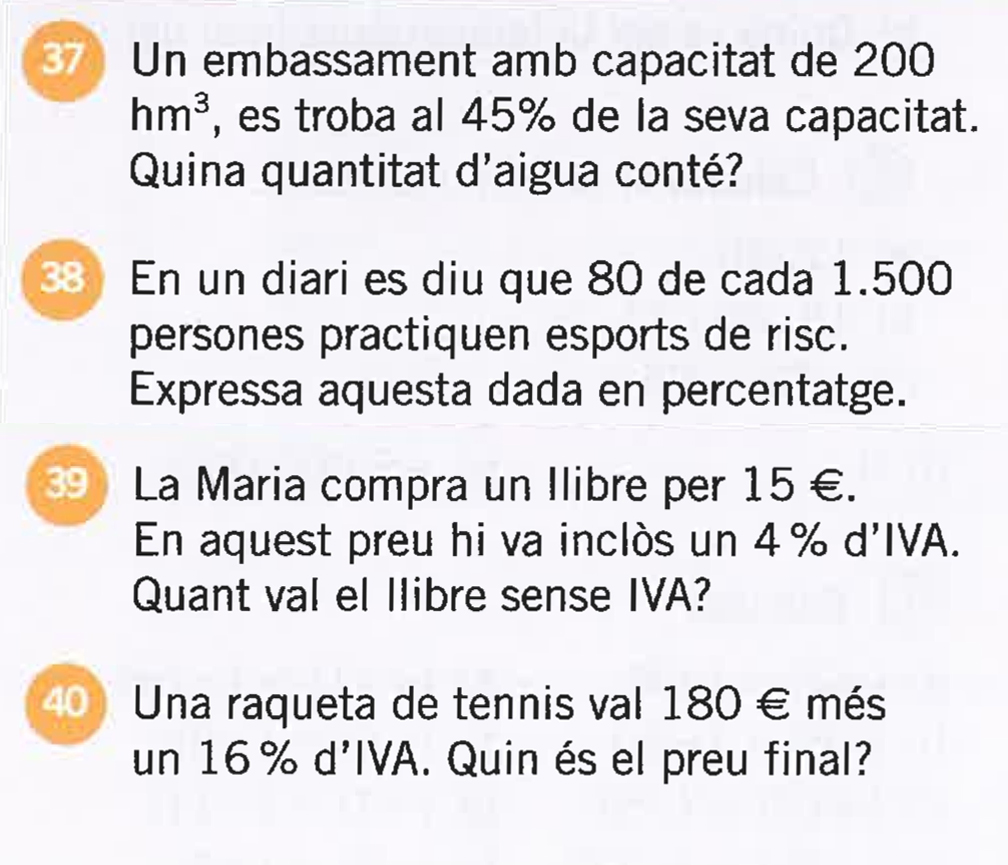 37 Un embassament amb capacitat de 200
hm³, es troba al 45% de la seva capacitat.
Quina quantitat d'aigua conté?
38 En un diari es diu que 80 de cada 1.500
persones practiquen esports de risc.
Expressa aquesta dada en percentatge.
39 La Maria compra un llibre per 15 €.
En aquest preu hi va inclòs un 4 % d'IVA.
Quant val el llibre sense IVA?
40 Una raqueta de tennis val 180 € més
un 16 % d'IVA. Quin és el preu final?